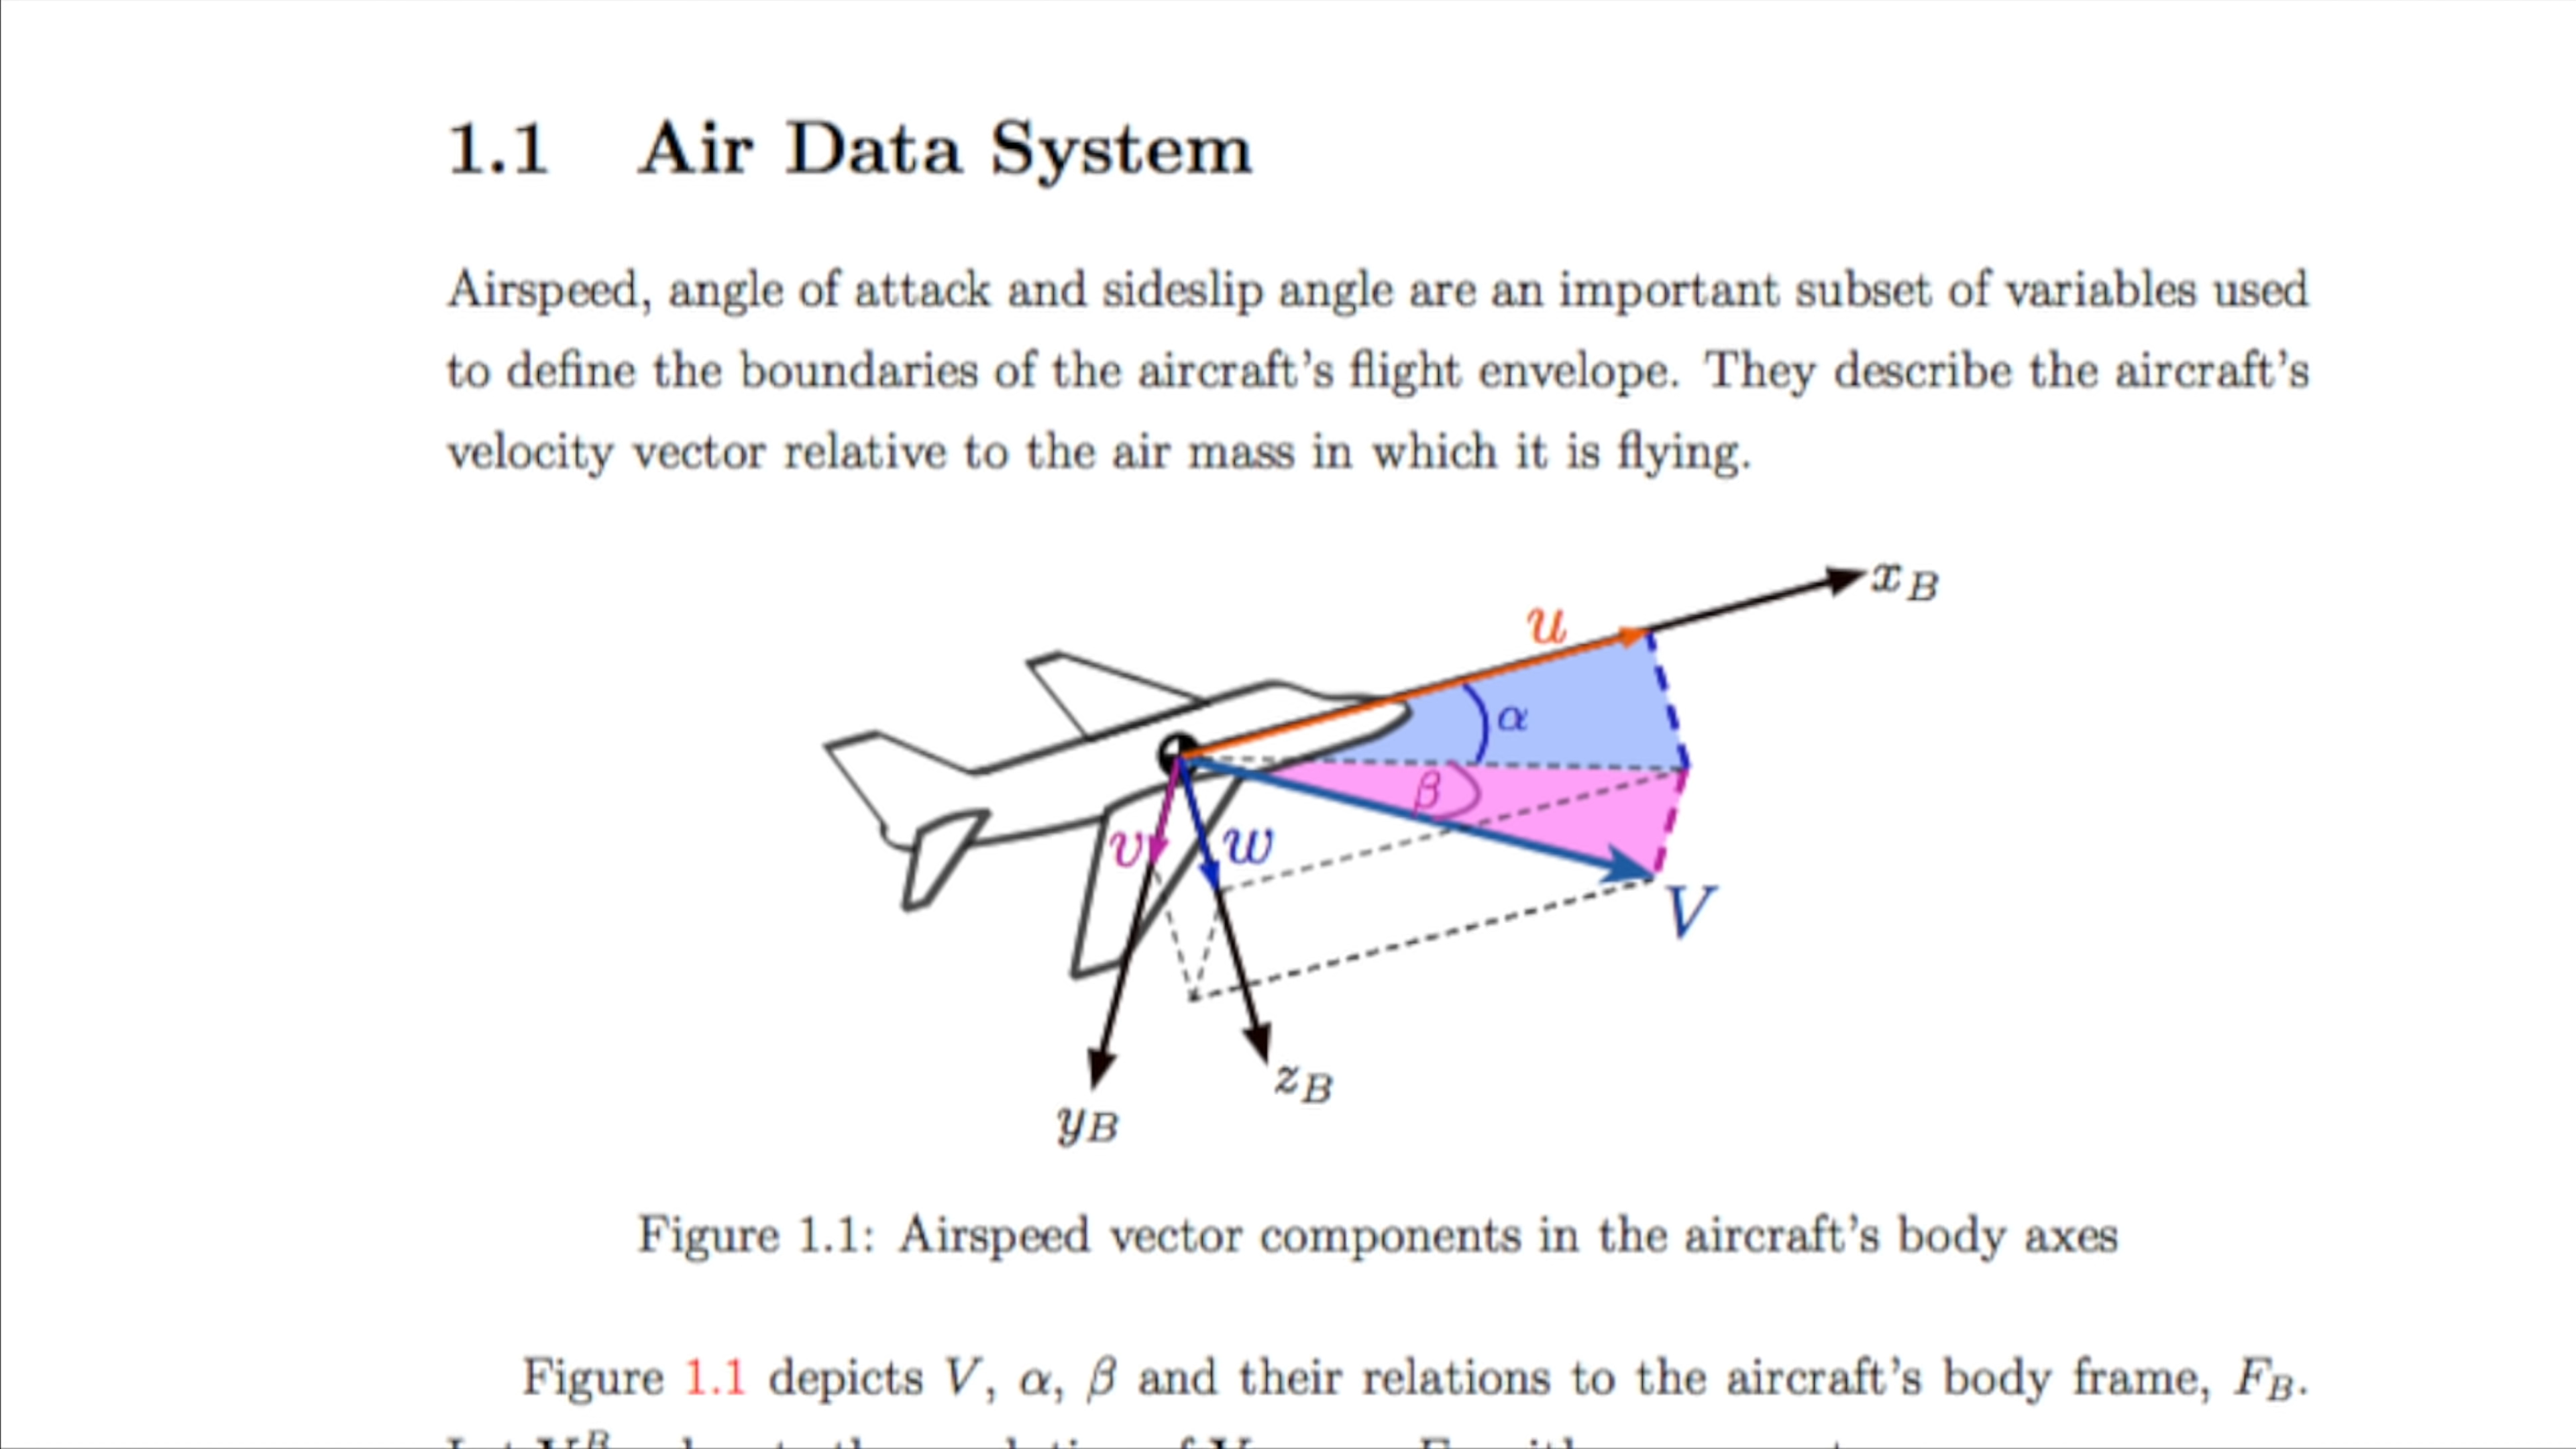 1.1 Air Data System
Airspeed, angle of attack and sideslip angle are an important subset of variables used
to define the boundaries of the aircraft's flight envelope. They describe the aircraft's
velocity vector relative to the air mass in which it is flying.
x_B
u
α
β
v
w
V
z_B
y_B
Figure 1.1: Airspeed vector components in the aircraft's body axes
Figure 1.1 depicts V, α, β and their relations to the aircraft's body frame, F_B.